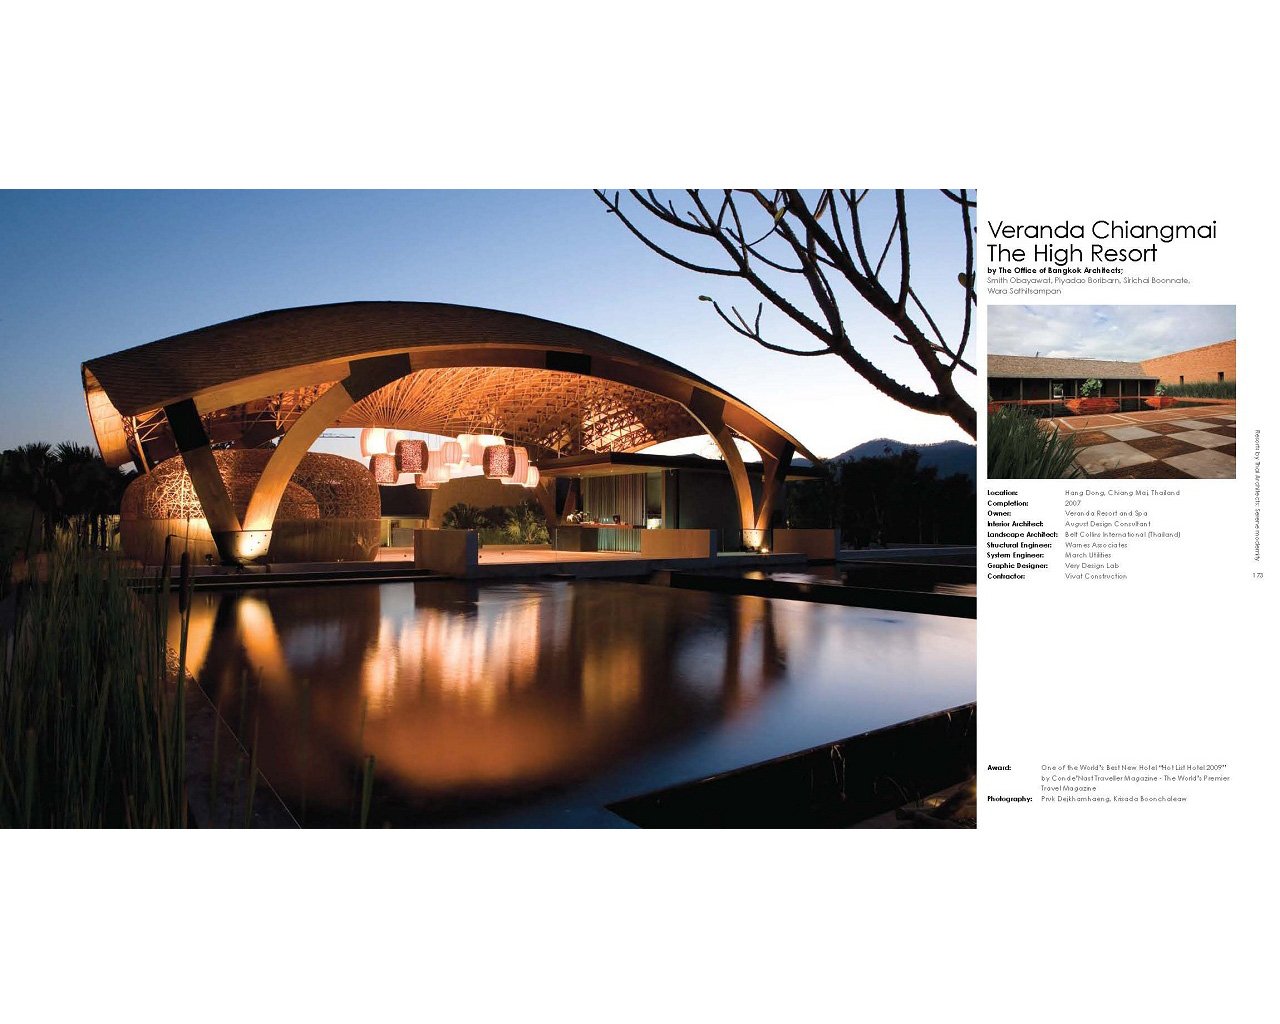 Veranda Chiangmai
The High Resort
by The Office of Bangkok Architects;
Smith Obayawat, Piyadao Boribarn, Sirichai Boonnate,
Wara Sathitsampan
Location: Hang Dong, Chiang Mai, Thailand
Completion: 2007
Owner: Veranda Resort and Spa
Interior Architect: August Design Consultant
Landscape Architect: Belt Collins International (Thailand)
Structural Engineer: Warnes Associates
System Engineer: March Utilities
Graphic Designer: Very Design Lab
Contractor: Vivat Construction
Resorts by Thai Architects: Serene modernity
173
Award: One of the World's Best New Hotel "Hot List Hotel 2009"
by Conde'Nast Traveller Magazine - The World's Premier
Travel Magazine
Photography: Pruk Dejkhamhaeng, Krisada Booncholeaw